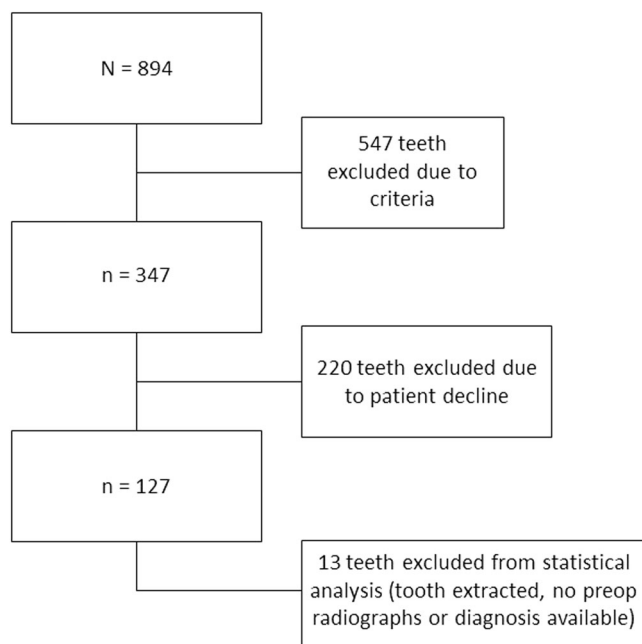 N = 894
547 teeth
excluded due to
criteria
n = 347
220 teeth excluded due
to patient decline
n = 127
13 teeth excluded from statistical
analysis (tooth extracted, no preop
radiographs or diagnosis available)